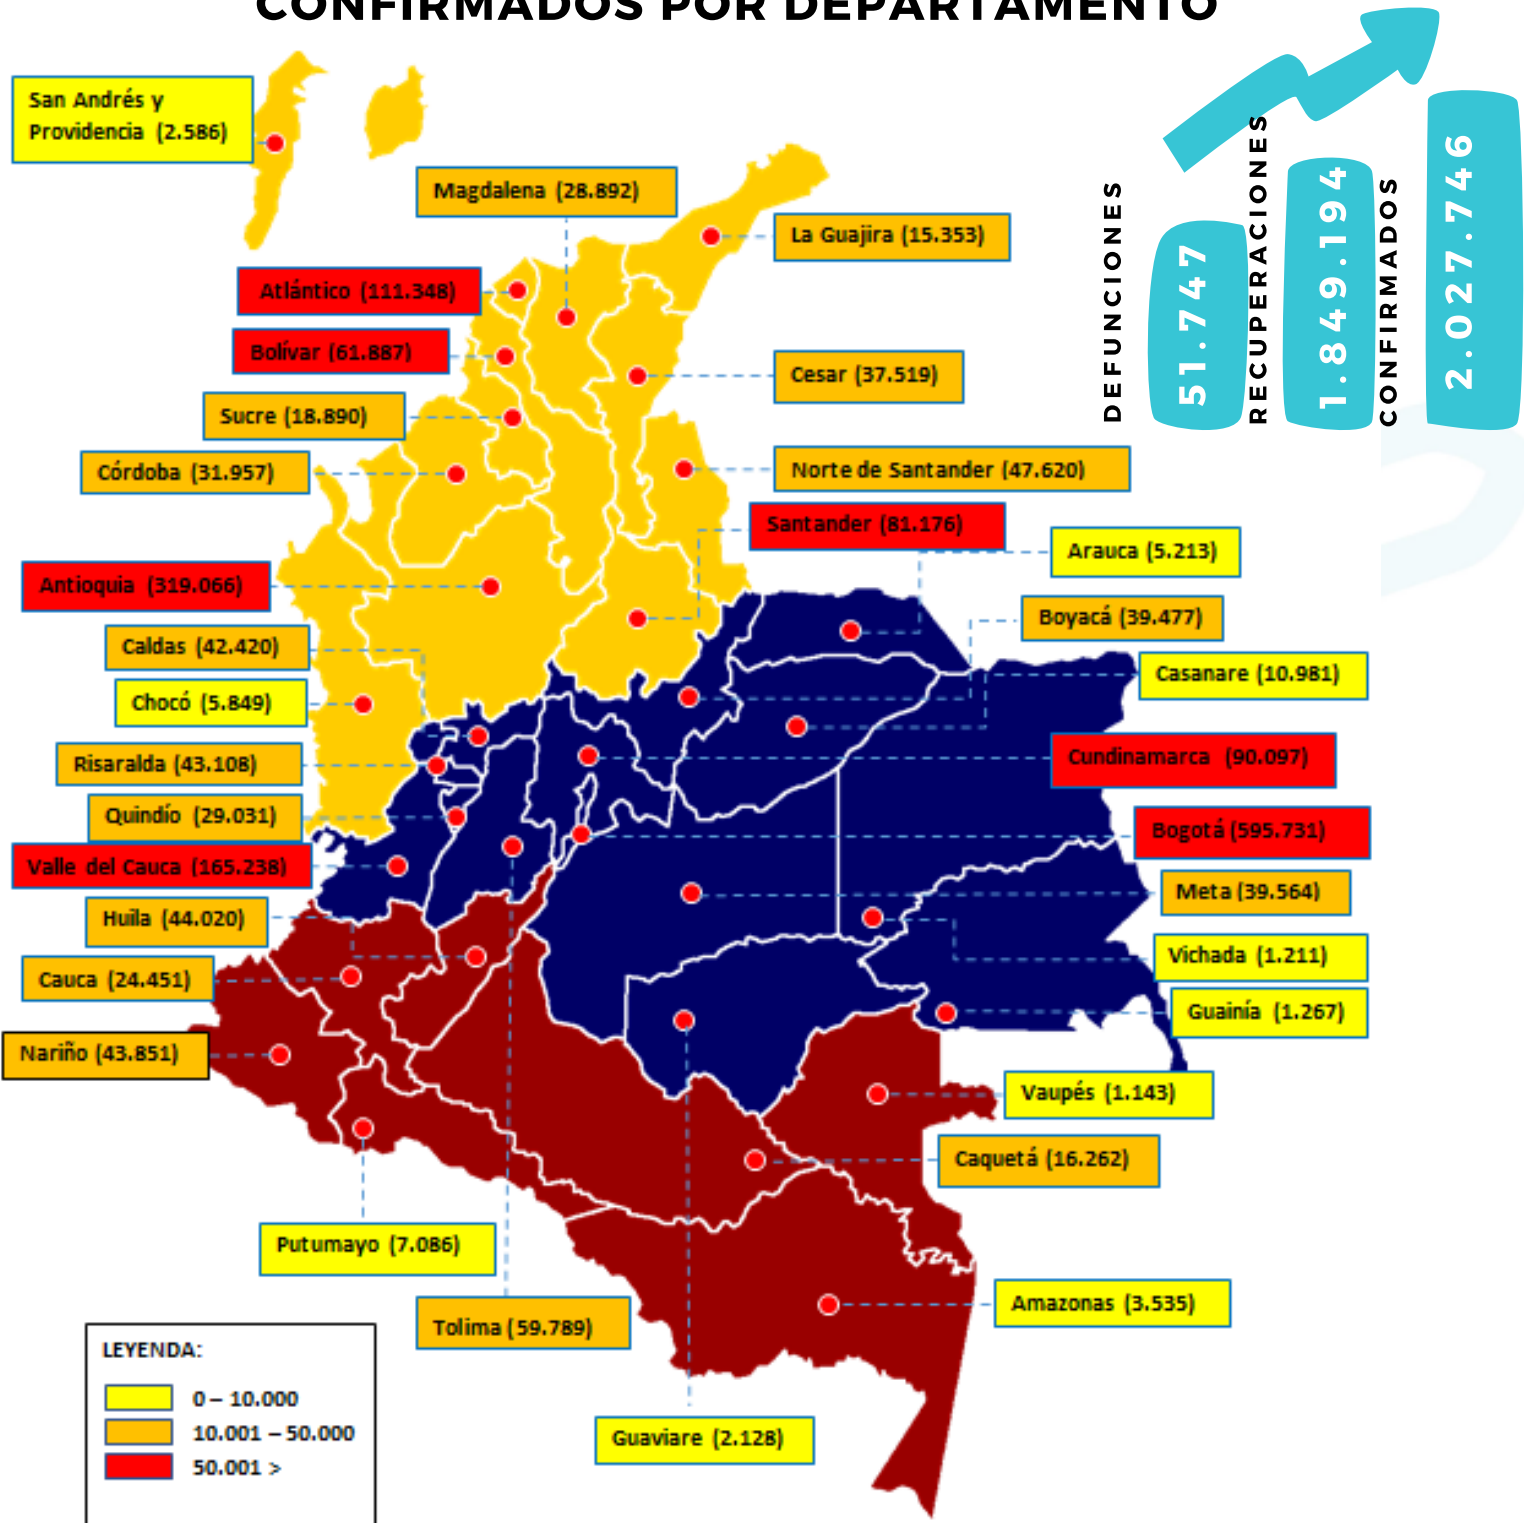 CONFIRMADOS POR DEPARTAMENTO
San Andrés y
Providencia (2.586)
Magdalena (28.892)
La Guajira (15.353)
Atlántico (111.348)
Bolívar (61.887)
Cesar (37.519)
Sucre (18.890)
Córdoba (31.957)
Norte de Santander (47.620)
Santander (81.176)
Arauca (5.213)
Antioquia (319.066)
Boyacá (39.477)
Caldas (42.420)
Casanare (10.981)
Chocó (5.849)
Cundinamarca (90.097)
Risaralda (43.108)
Quindío (29.031)
Bogotá (595.731)
Valle del Cauca (165.238)
Meta (39.564)
Huila (44.020)
Vichada (1.211)
Cauca (24.451)
Guainía (1.267)
Nariño (43.851)
Vaupés (1.143)
Caquetá (16.262)
Putumayo (7.086)
Amazonas (3.535)
Tolima (59.789)
Guaviare (2.128)
DEFUNCIONES
51.747
RECUPERACIONES
1.849.194
CONFIRMADOS
2.027.746
LEYENDA:
0 – 10.000
10.001 – 50.000
50.001 >